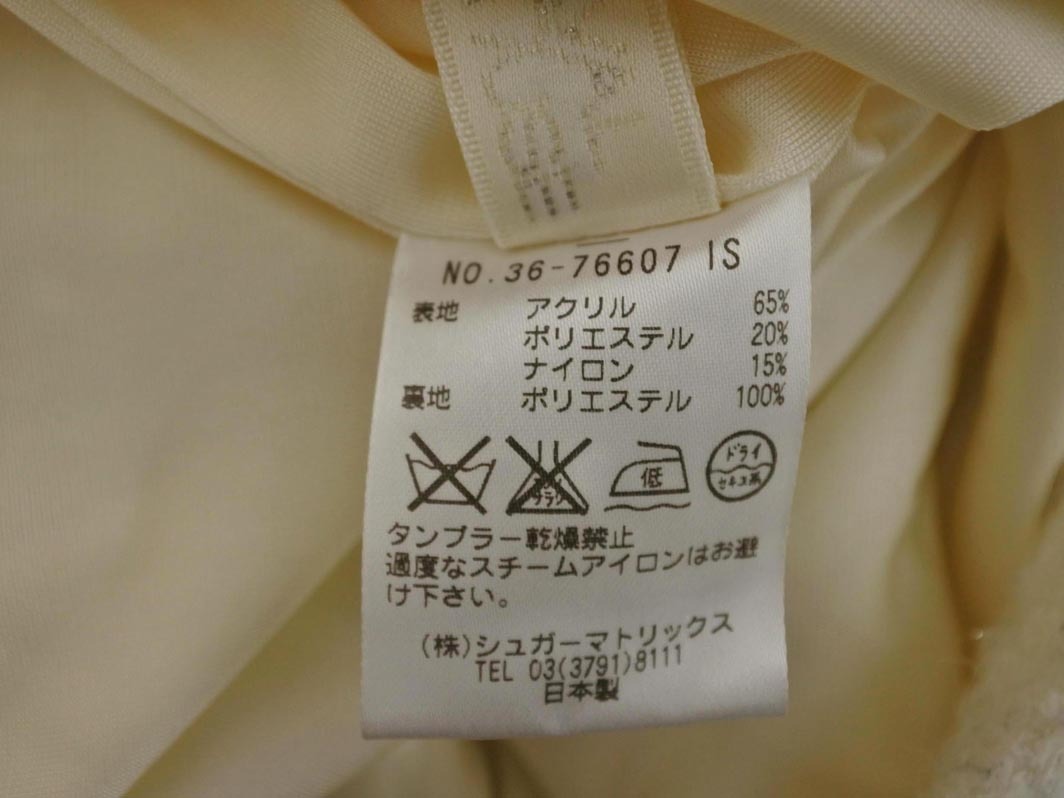 NO.36-76607 IS
表地 アクリル 65%
ポリエステル 20%
ナイロン 15%
裏地 ポリエステル 100%
低
ドライ
セキユ系
タンブラー乾燥禁止
過度なスチームアイロンはお避
け下さい。
(株)シュガーマトリックス
TEL 03(3791)8111
日本製